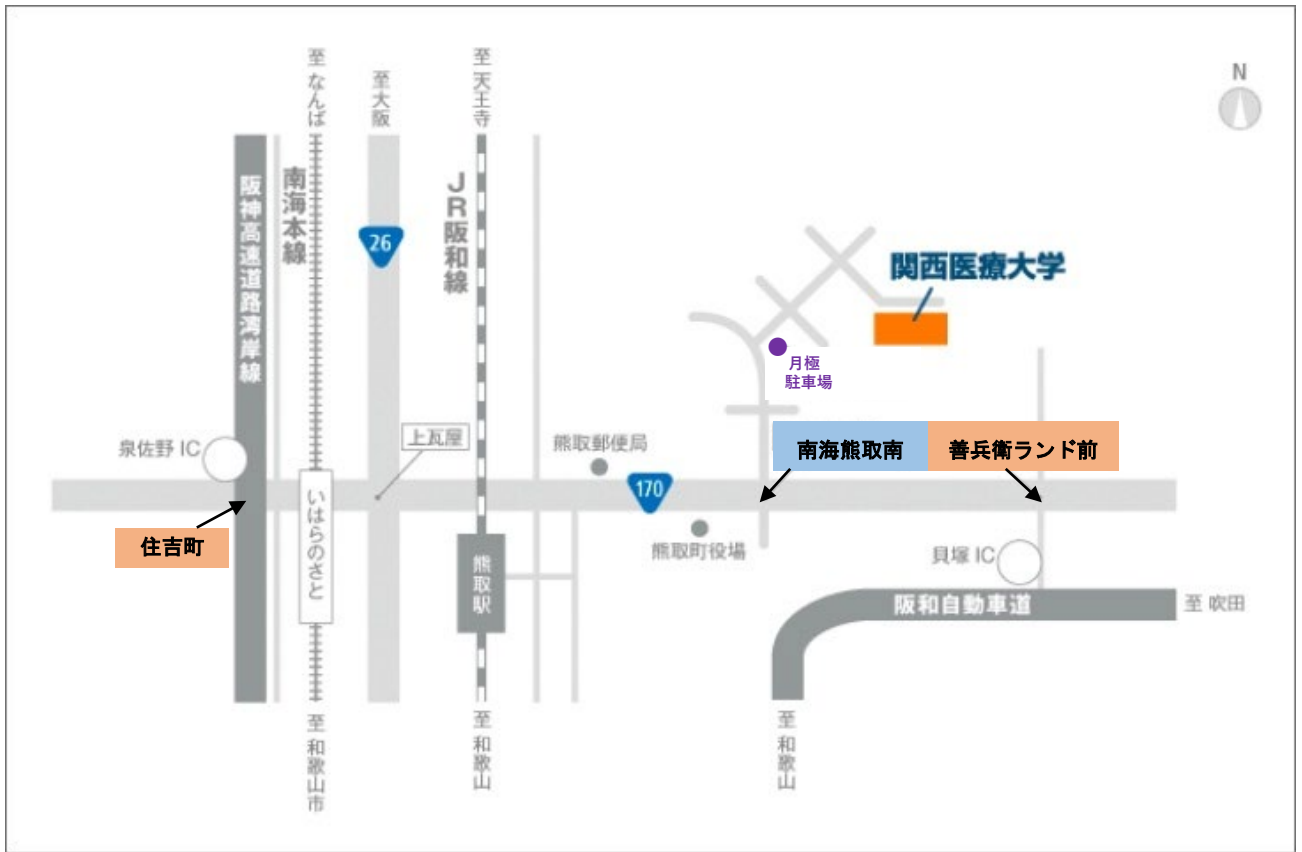 至 なんば
至 大阪
至 天王寺
N
阪神高速道路湾岸線
南海本線
26
JR阪和線
関西医療大学
月極
駐車場
泉佐野 IC
上瓦屋
熊取郵便局
南海熊取南
善兵衛ランド前
170
住吉町
いはらのさと
熊取駅
熊取町役場
貝塚 IC
阪和自動車道
至 吹田
至 和歌山市
至 和歌山
至 和歌山